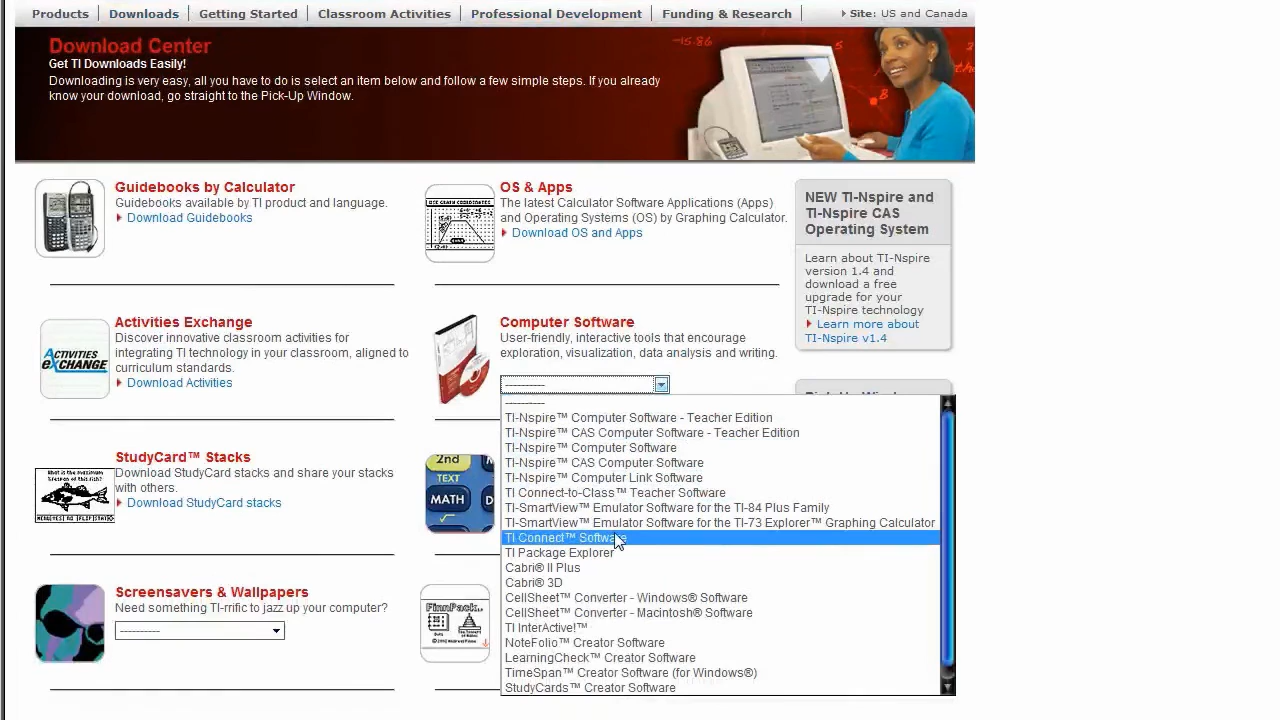 Products
Downloads
Getting Started
Classroom Activities
Professional Development
Funding & Research
Site: US and Canada
Download Center
Get TI Downloads Easily!
Downloading is very easy, all you have to do is select an item below and follow a few simple steps. If you already
know your download, go straight to the Pick-Up Window.
-15.86
Guidebooks by Calculator
Guidebooks available by TI product and language.
Download Guidebooks
OS & Apps
The latest Calculator Software Applications (Apps)
and Operating Systems (OS) by Graphing Calculator.
Download OS and Apps
NEW TI-Nspire and
TI-Nspire CAS
Operating System
Learn about TI-Nspire
version 1.4 and
download a free
upgrade for your
TI-Nspire technology
Learn more about
TI-Nspire v1.4
ACTIVITIES
EXCHANGE
Activities Exchange
Discover innovative classroom activities for
integrating TI technology in your classroom, aligned to
curriculum standards.
Download Activities
Computer Software
User-friendly, interactive tools that encourage
exploration, visualization, data analysis and writing.
----------
----------
TI-Nspire™ Computer Software - Teacher Edition
TI-Nspire™ CAS Computer Software - Teacher Edition
TI-Nspire™ Computer Software
TI-Nspire™ CAS Computer Software
TI-Nspire™ Computer Link Software
TI Connect-to-Class™ Teacher Software
TI-SmartView™ Emulator Software for the TI-84 Plus Family
TI-SmartView™ Emulator Software for the TI-73 Explorer™ Graphing Calculator
TI Connect™ Software
TI Package Explorer
Cabri® II Plus
Cabri® 3D
CellSheet™ Converter - Windows® Software
CellSheet™ Converter - Macintosh® Software
TI InterActive!™
NoteFolio™ Creator Software
LearningCheck™ Creator Software
TimeSpan™ Creator Software (for Windows®)
StudyCards™ Creator Software
StudyCard™ Stacks
Download StudyCard stacks and share your stacks
with others.
Download StudyCard stacks
2nd
TEXT
MATH
Screensavers & Wallpapers
Need something TI-rrific to jazz up your computer?
----------
FinnPack..